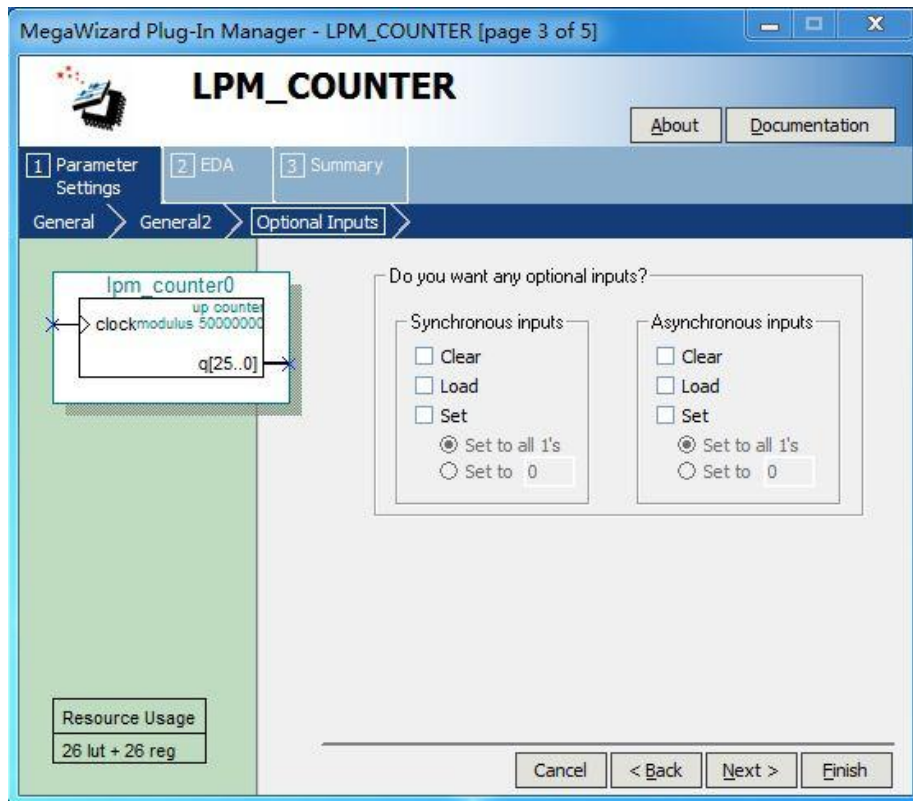 MegaWizard Plug-In Manager - LPM_COUNTER [page 3 of 5]
LPM_COUNTER
About
Documentation
1 Parameter Settings
2 EDA
3 Summary
General
General2
Optional Inputs
lpm_counter0
up counter
clock modulus 50000000
q[25..0]
Do you want any optional inputs?
Synchronous inputs
Clear
Load
Set
Set to all 1's
Set to 0
Asynchronous inputs
Clear
Load
Set
Set to all 1's
Set to 0
Resource Usage
26 lut + 26 reg
Cancel
< Back
Next >
Finish